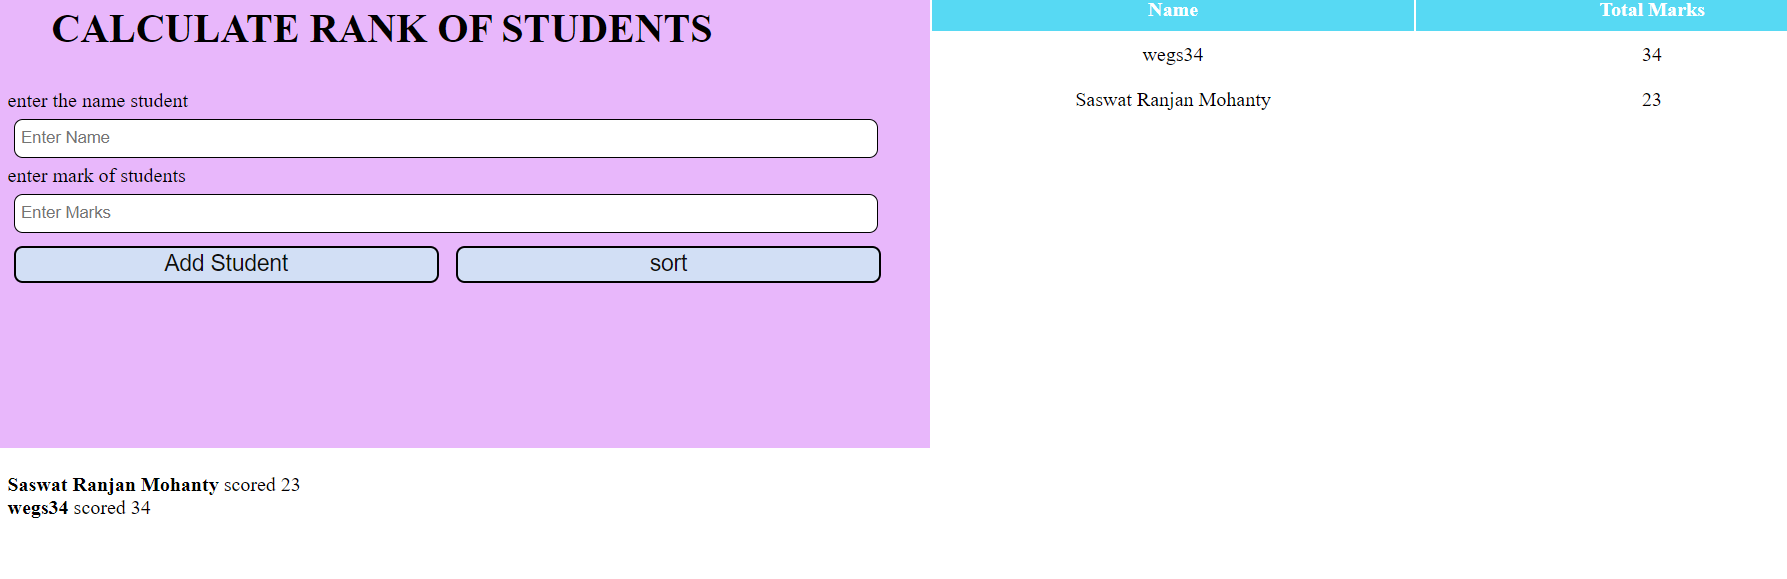 CALCULATE RANK OF STUDENTS
enter the name student
Enter Name
enter mark of students
Enter Marks
Add Student sort
Saswat Ranjan Mohanty scored 23
wegs34 scored 34
Name Total Marks
wegs34 34
Saswat Ranjan Mohanty 23